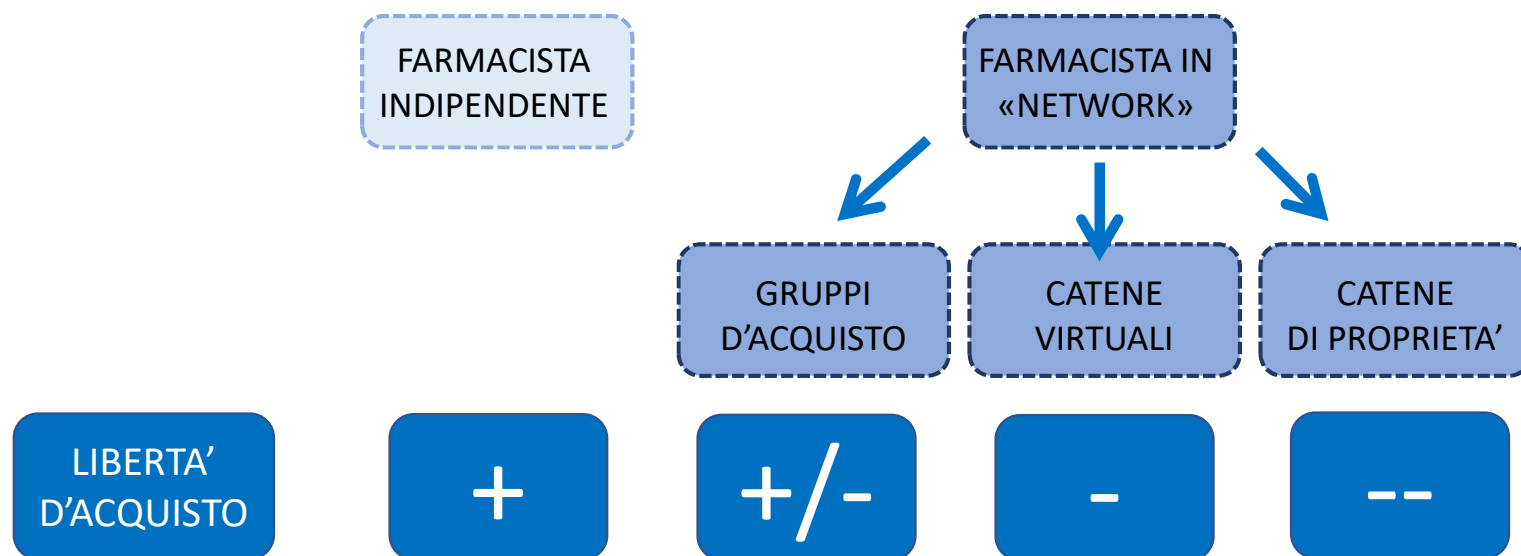 FARMACISTA
INDIPENDENTE
FARMACISTA IN
«NETWORK»
GRUPPI
D’ACQUISTO
CATENE
VIRTUALI
CATENE
DI PROPRIETA’
LIBERTA’
D’ACQUISTO
+
+/-
-
--